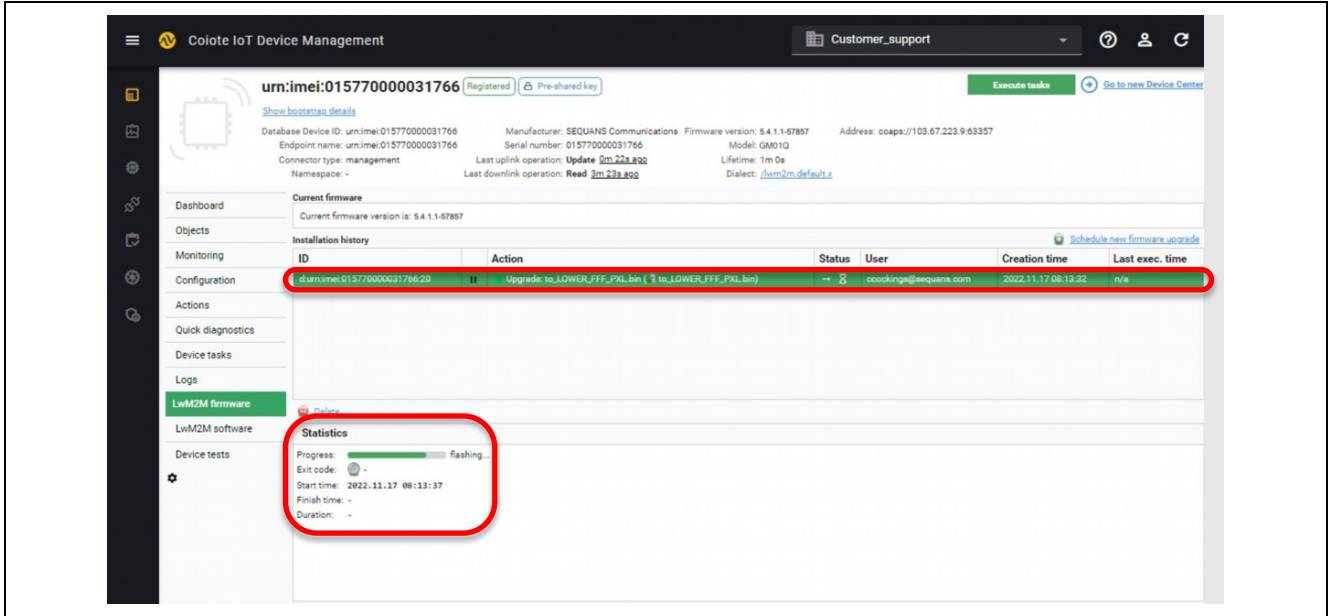 Coiote IoT Device Management
Customer_support
urn:imei:015770000031766 Registered Pre-shared key
Execute tasks
Go to new Device Center
Show bootstrap details
Database Device ID: urn:imei:015770000031766 Manufacturer: SEQUANS Communications Firmware version: 5.4.1.1-57857 Address: coaps://103.67.223.9:63357
Endpoint name: urn:imei:015770000031766 Serial number: 015770000031766 Model: GM01Q
Connector type: management Last uplink operation: Update 0m 22s ago Lifetime: 1m 0s
Namespace: - Last downlink operation: Read 3m 23s ago Dialect: /lwm2m.default.x
Dashboard
Objects
Monitoring
Configuration
Actions
Quick diagnostics
Device tasks
Logs
LwM2M firmware
LwM2M software
Device tests
Current firmware
Current firmware version is: 5.4.1.1-57857
Installation history
Schedule new firmware upgrade
ID Action Status User Creation time Last exec. time
d:urn:imei:015770000031766:20 Upgrade: to_LOWER_FFF_PXL.bin ( to_LOWER_FFF_PXL.bin) ccockings@sequans.com 2022.11.17 08:13:32 n/a
Delete
Statistics
Progress: flashing...
Exit code: -
Start time: 2022.11.17 08:13:37
Finish time: -
Duration: -